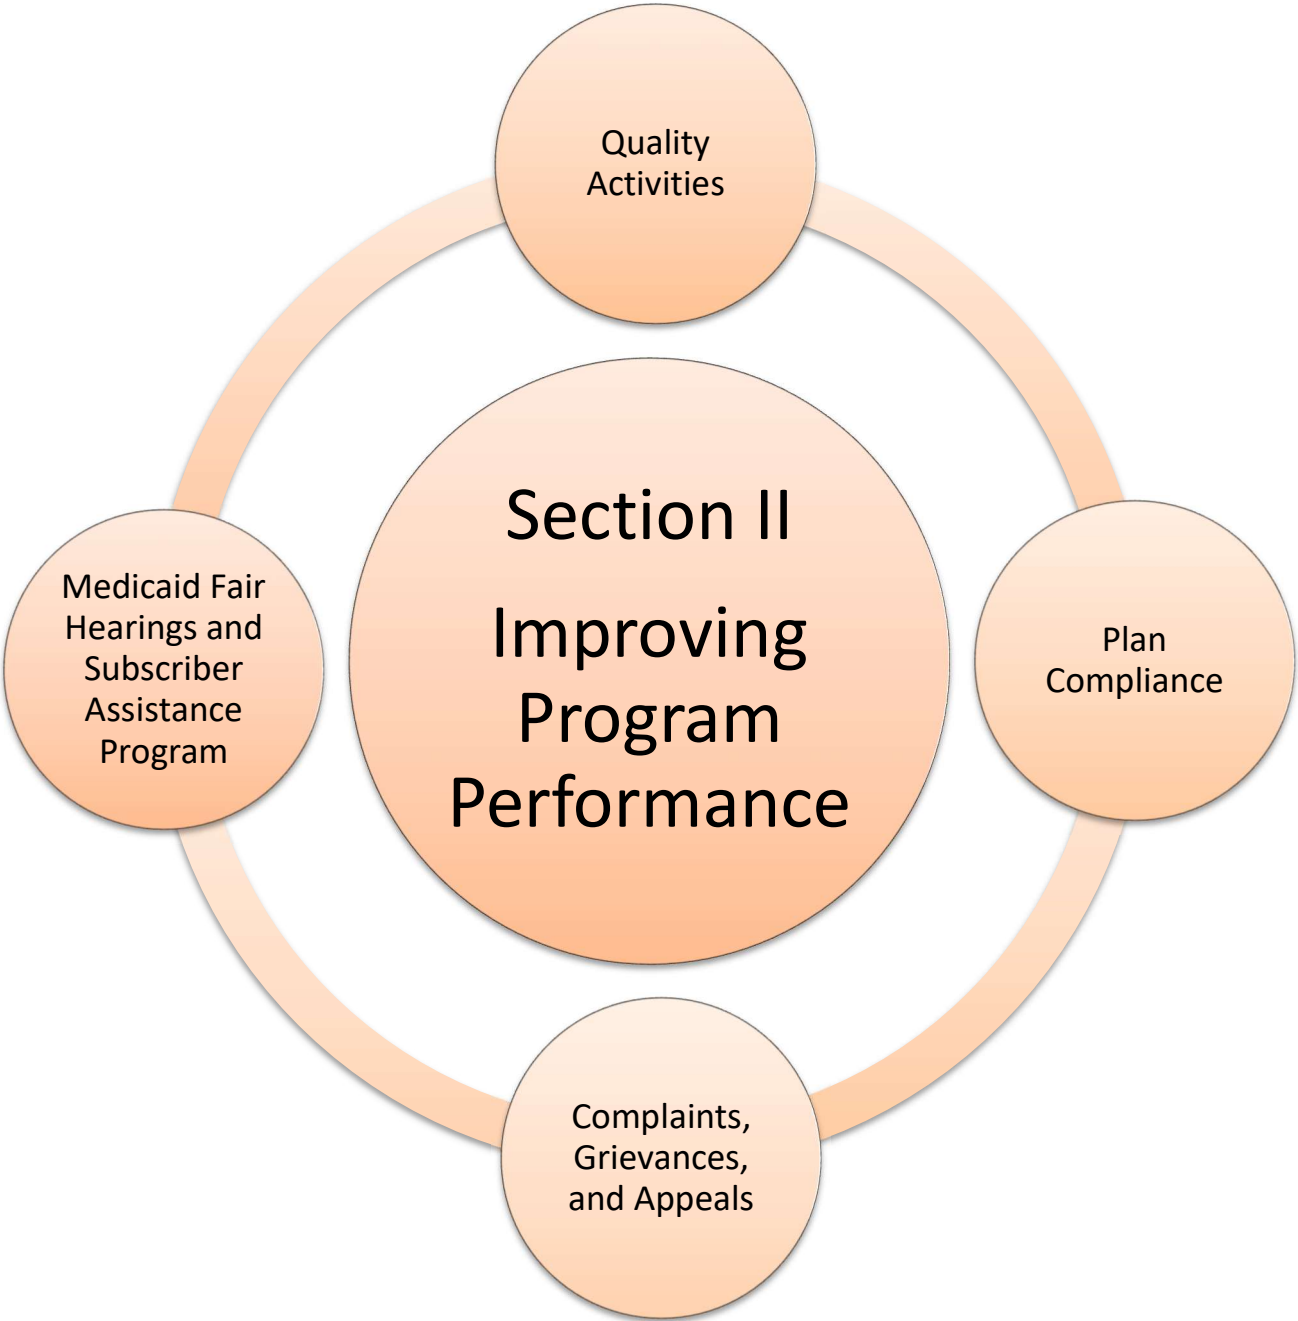 Quality
Activities
Section II
Improving
Program
Performance
Medicaid Fair
Hearings and
Subscriber
Assistance
Program
Plan
Compliance
Complaints,
Grievances,
and Appeals